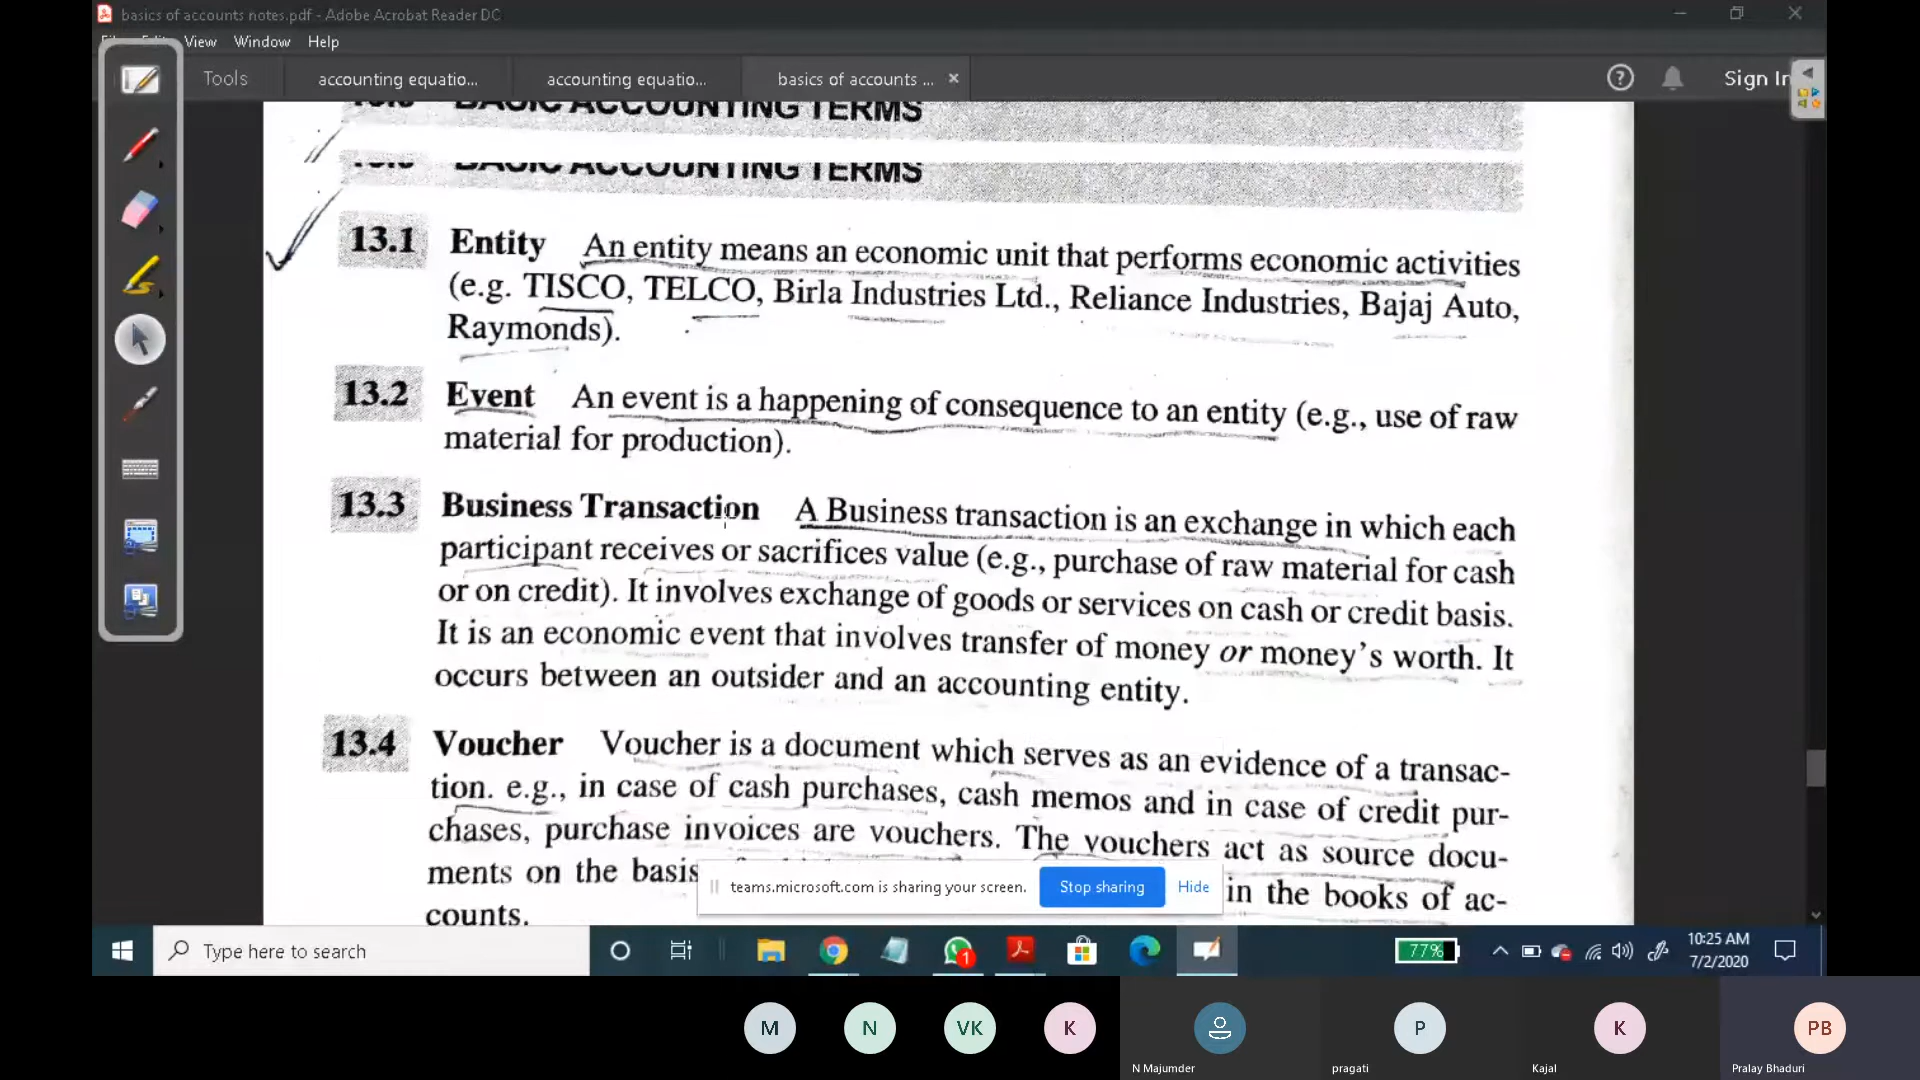 basics of accounts notes.pdf - Adobe Acrobat Reader DC
View Window Help
Tools accounting equatio... accounting equatio... basics of accounts ... Sign In
BASIC ACCOUNTING TERMS
BASIC ACCOUNTING TERMS
13.1 Entity An entity means an economic unit that performs economic activities
(e.g. TISCO, TELCO, Birla Industries Ltd., Reliance Industries, Bajaj Auto,
Raymonds).
13.2 Event An event is a happening of consequence to an entity (e.g., use of raw
material for production).
13.3 Business Transaction A Business transaction is an exchange in which each
participant receives or sacrifices value (e.g., purchase of raw material for cash
or on credit). It involves exchange of goods or services on cash or credit basis.
It is an economic event that involves transfer of money or money's worth. It
occurs between an outsider and an accounting entity.
13.4 Voucher Voucher is a document which serves as an evidence of a transac-
tion. e.g., in case of cash purchases, cash memos and in case of credit pur-
chases, purchase invoices are vouchers. The vouchers act as source docu-
ments on the basis in the books of ac-
counts.
teams.microsoft.com is sharing your screen. Stop sharing Hide
Type here to search
1
77%
10:25 AM
7/2/2020
M N VK K P K PB
N Majumder pragati Kajal Pralay Bhaduri